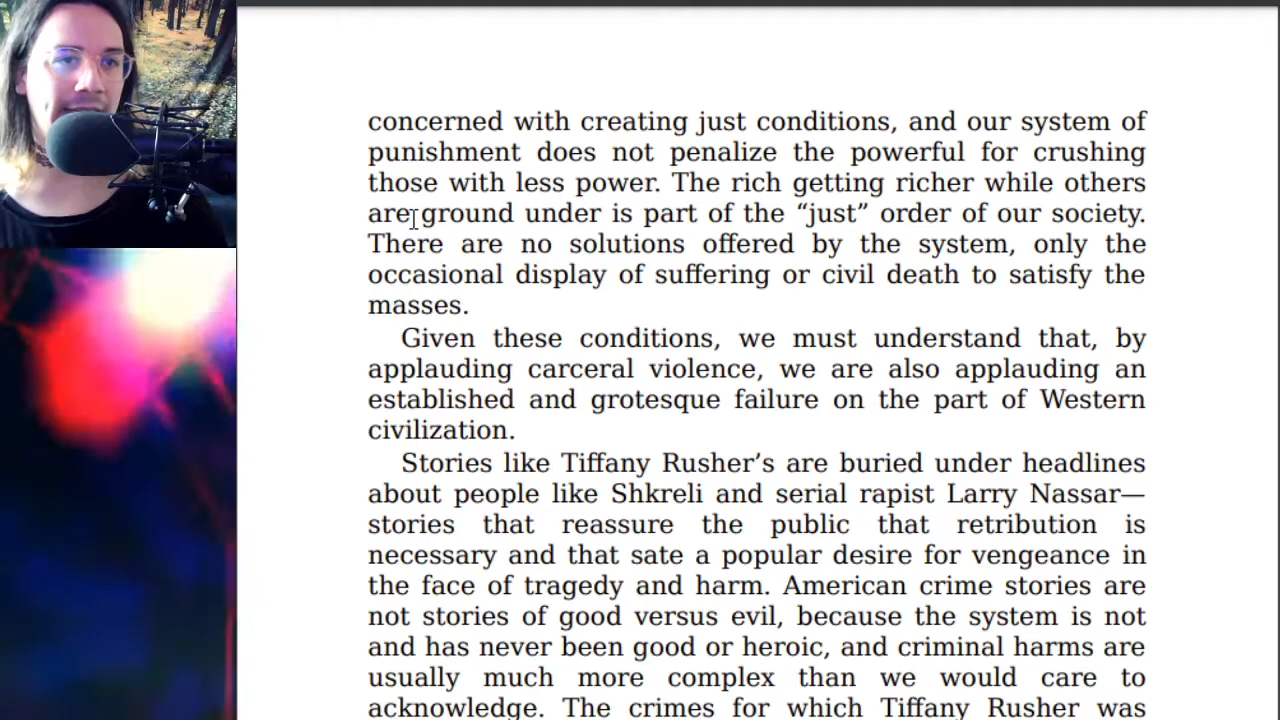 concerned with creating just conditions, and our system of
punishment does not penalize the powerful for crushing
those with less power. The rich getting richer while others
are ground under is part of the “just” order of our society.
There are no solutions offered by the system, only the
occasional display of suffering or civil death to satisfy the
masses.
Given these conditions, we must understand that, by
applauding carceral violence, we are also applauding an
established and grotesque failure on the part of Western
civilization.
Stories like Tiffany Rusher’s are buried under headlines
about people like Shkreli and serial rapist Larry Nassar—
stories that reassure the public that retribution is
necessary and that sate a popular desire for vengeance in
the face of tragedy and harm. American crime stories are
not stories of good versus evil, because the system is not
and has never been good or heroic, and criminal harms are
usually much more complex than we would care to
acknowledge. The crimes for which Tiffany Rusher was